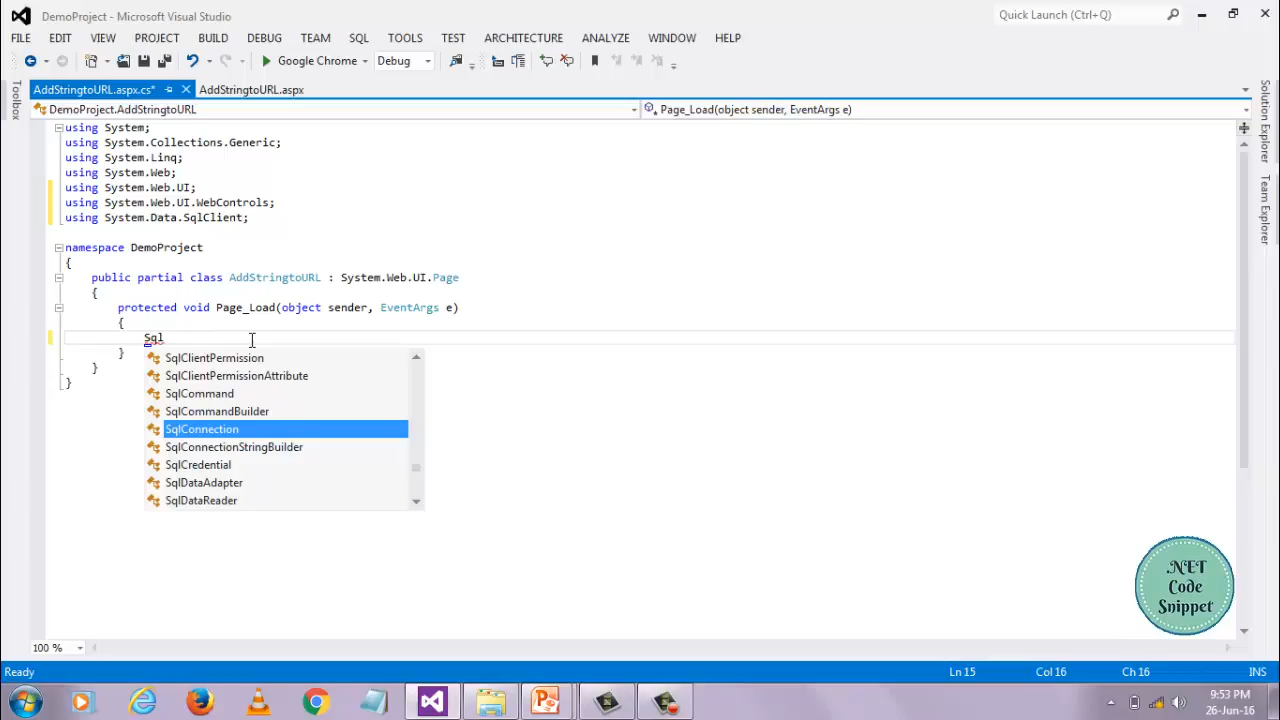 DemoProject - Microsoft Visual Studio
Quick Launch (Ctrl+Q)
FILE EDIT VIEW PROJECT BUILD DEBUG TEAM SQL TOOLS TEST ARCHITECTURE ANALYZE WINDOW HELP
Google Chrome Debug
AddStringtoURL.aspx.cs* AddStringtoURL.aspx
DemoProject.AddStringtoURL Page_Load(object sender, EventArgs e)
Toolbox
Solution Explorer
Team Explorer
using System;
using System.Collections.Generic;
using System.Linq;
using System.Web;
using System.Web.UI;
using System.Web.UI.WebControls;
using System.Data.SqlClient;
namespace DemoProject
{
public partial class AddStringtoURL : System.Web.UI.Page
{
protected void Page_Load(object sender, EventArgs e)
{
Sql
}
}
}
SqlClientPermission
SqlClientPermissionAttribute
SqlCommand
SqlCommandBuilder
SqlConnection
SqlConnectionStringBuilder
SqlCredential
SqlDataAdapter
SqlDataReader
.NET
Code
Snippet
100 %
Ready Ln 15 Col 16 Ch 16 INS
9:53 PM
26-Jun-16